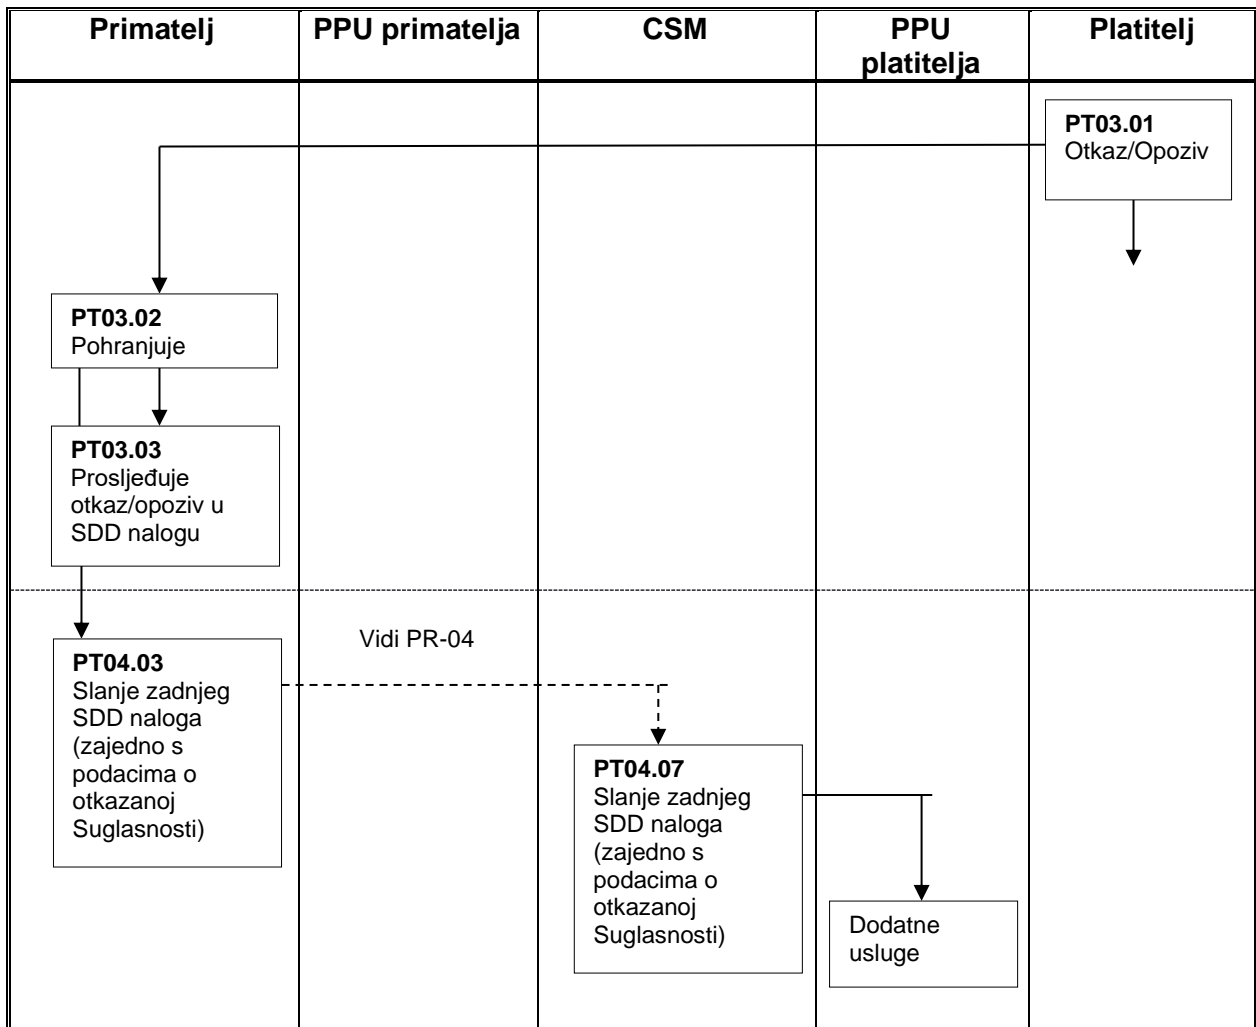 Primatelj
PPU primatelja
CSM
PPU
platitelja
Platitelj
PT03.01
Otkaz/Opoziv
PT03.02
Pohranjuje
PT03.03
Prosljeđuje
otkaz/opoziv u
SDD nalogu
Vidi PR-04
PT04.03
Slanje zadnjeg
SDD naloga
(zajedno s
podacima o
otkazanoj
Suglasnosti)
PT04.07
Slanje zadnjeg
SDD naloga
(zajedno s
podacima o
otkazanoj
Suglasnosti)
Dodatne
usluge